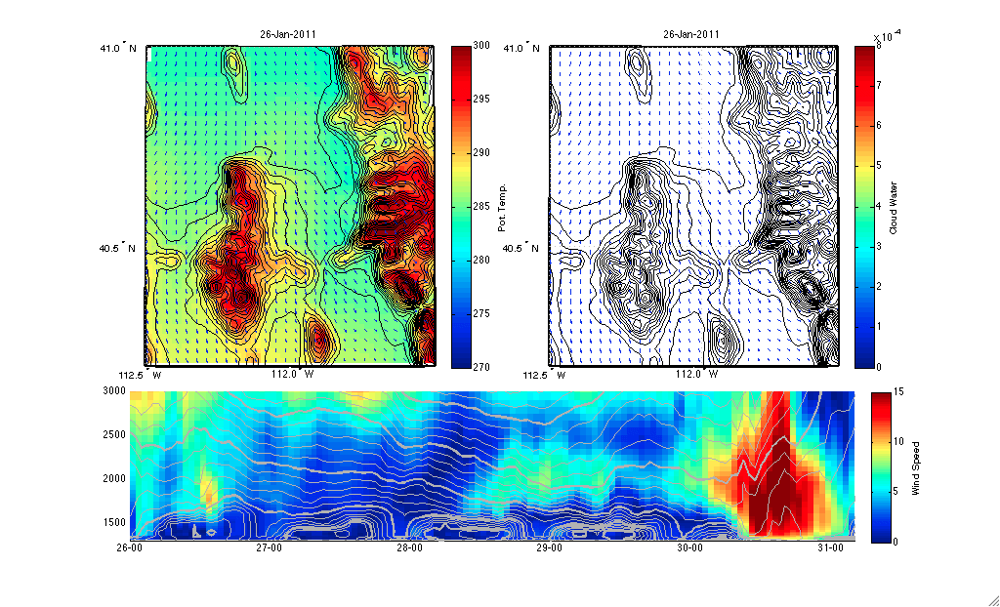 26-Jan-2011
41.0° N
40.5° N
112.5° W
112.0° W
300
295
290
285
280
275
270
Pot. Temp.
26-Jan-2011
41.0° N
40.5° N
112.5° W
112.0° W
x 10-4
8
7
6
5
4
3
2
1
0
Cloud Water
3000
2500
2000
1500
26-00
27-00
28-00
29-00
30-00
31-00
15
10
5
0
Wind Speed